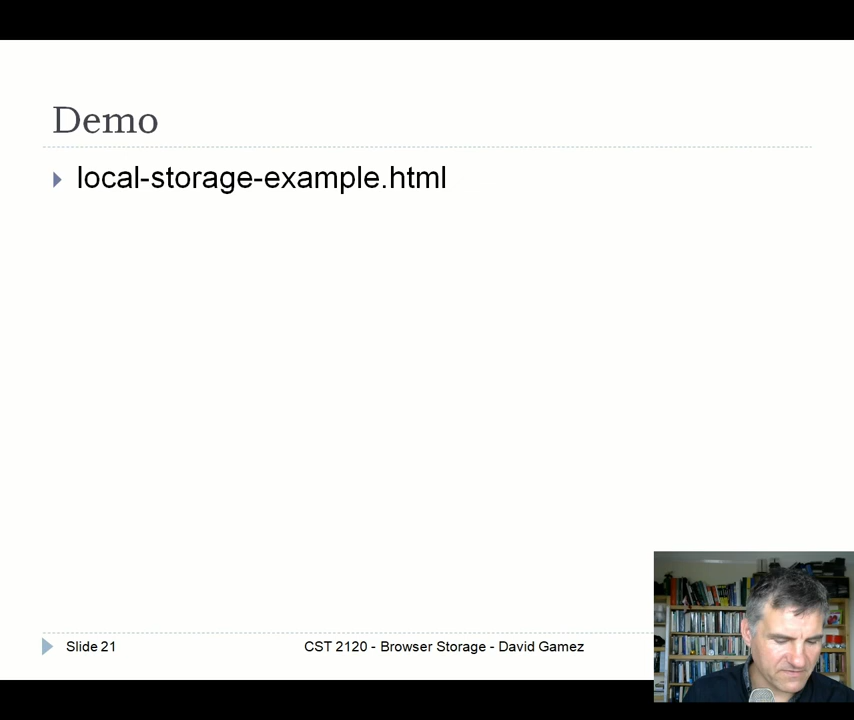 Demo
local-storage-example.html
Slide 21
CST 2120 - Browser Storage - David Gamez